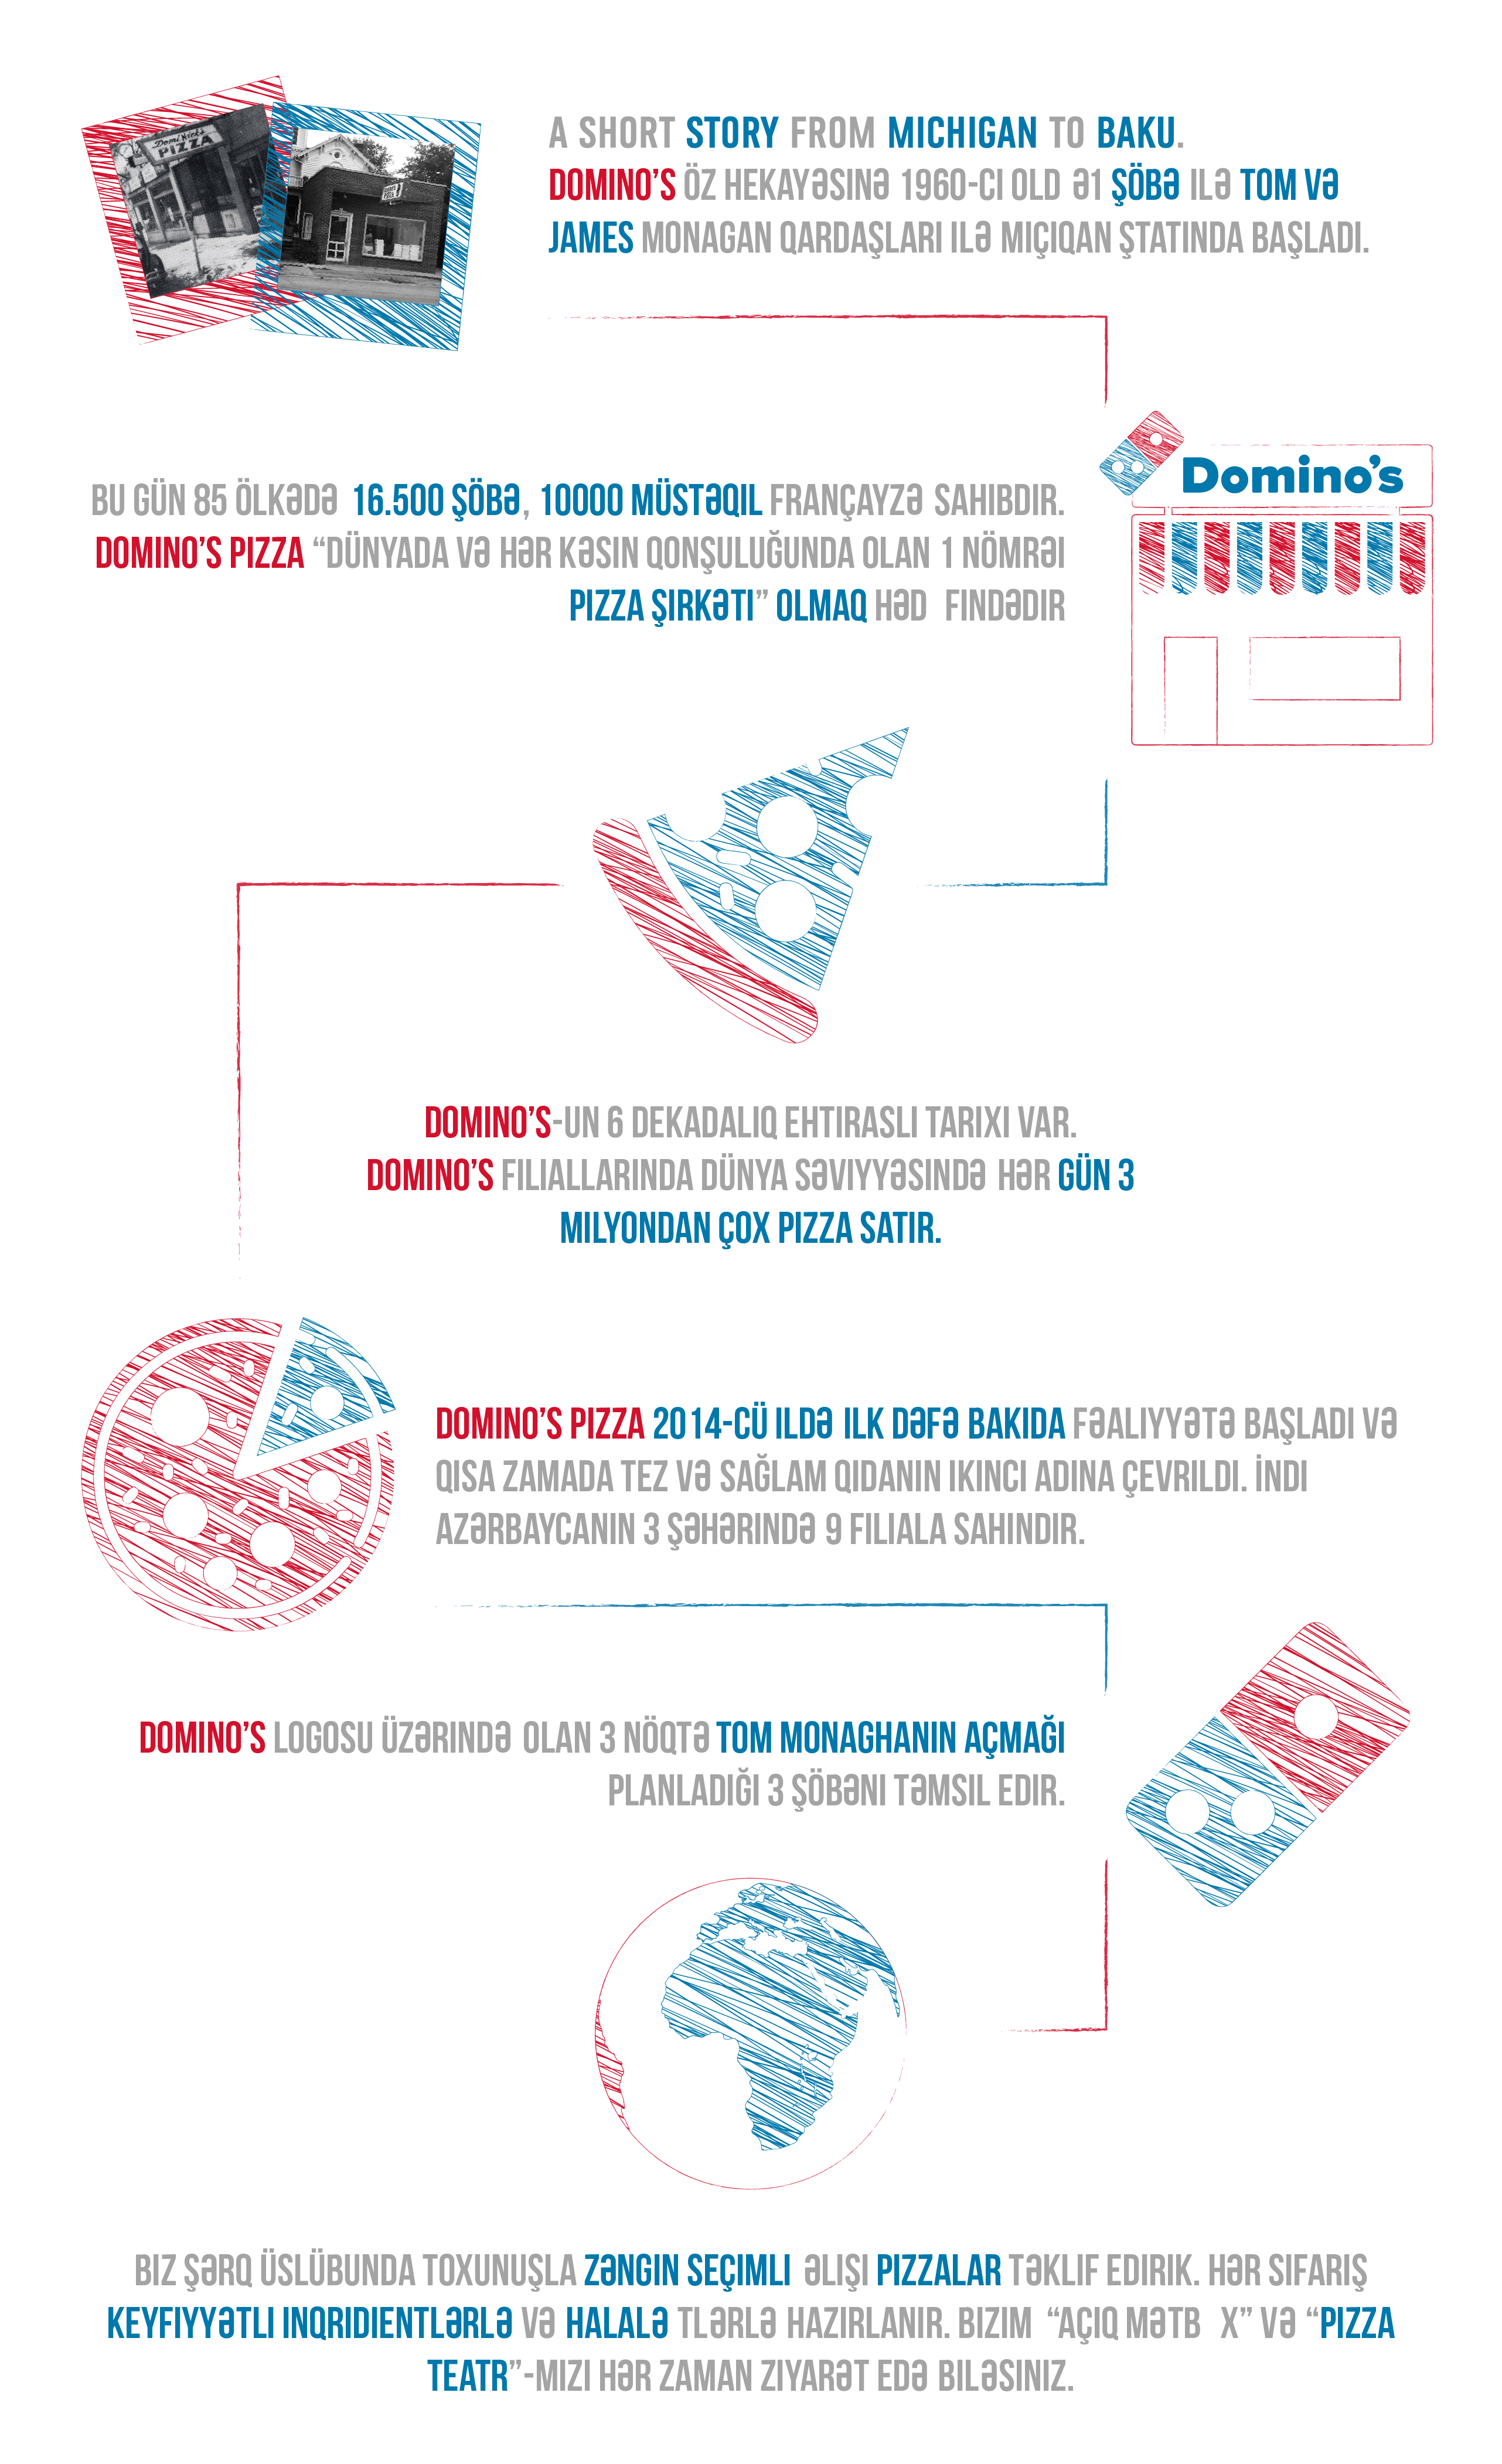 Domi Nick's
PIZZA
A SHORT STORY FROM MICHIGAN TO BAKU.
DOMINO'S ÖZ HEKAYƏSINƏ 1960-CI OLD Ə1 ŞÖBƏ ILƏ TOM VƏ
JAMES MONAGAN QARDAŞLARI ILƏ MIÇIQAN ŞTATINDA BAŞLADI.
Domino's
BU GÜN 85 ÖLKƏDƏ 16.500 ŞÖBƏ, 10000 MÜSTƏQIL FRANÇAYZƏ SAHIBDIR.
DOMINO'S PIZZA “DÜNYADA VƏ HƏR KƏSIN QONŞULUĞUNDA OLAN 1 NÖMRƏI
PIZZA ŞIRKƏTI” OLMAQ HƏD FINDƏDIR
DOMINO'S-UN 6 DEKADALIQ EHTIRASLI TARIXI VAR.
DOMINO'S FILIALLARINDA DÜNYA SƏVIYYƏSINDƏ HƏR GÜN 3
MILYONDAN ÇOX PIZZA SATIR.
DOMINO'S PIZZA 2014-CÜ ILDƏ ILK DƏFƏ BAKIDA FƏALIYYƏTƏ BAŞLADI VƏ
QISA ZAMADA TEZ VƏ SAĞLAM QIDANIN IKINCI ADINA ÇEVRILDI. İNDI
AZƏRBAYCANIN 3 ŞƏHƏRINDƏ 9 FILIALA SAHINDIR.
DOMINO'S LOGOSU ÜZƏRINDƏ OLAN 3 NÖQTƏ TOM MONAGHANIN AÇMAĞI
PLANLADIĞI 3 ŞÖBƏNI TƏMSIL EDIR.
BIZ ŞƏRQ ÜSLÜBUNDA TOXUNUŞLA ZƏNGIN SEÇIMLI ƏLIŞI PIZZALAR TƏKLIF EDIRIK. HƏR SIFARIŞ
KEYFIYYƏTLI INQRIDIENTLƏRLƏ VƏ HALALƏ TLƏRLƏ HAZIRLANIR. BIZIM “AÇIQ MƏTB X” VƏ “PIZZA
TEATR”-MIZI HƏR ZAMAN ZIYARƏT EDƏ BILƏSINIZ.